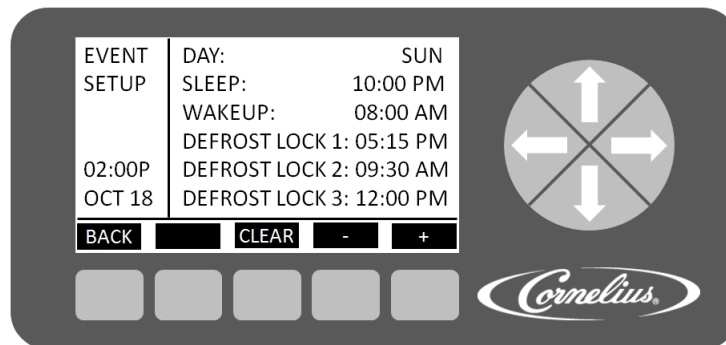 EVENT
SETUP
02:00P
OCT 18
DAY: SUN
SLEEP: 10:00 PM
WAKEUP: 08:00 AM
DEFROST LOCK 1: 05:15 PM
DEFROST LOCK 2: 09:30 AM
DEFROST LOCK 3: 12:00 PM
BACK CLEAR - +
Cornelius®